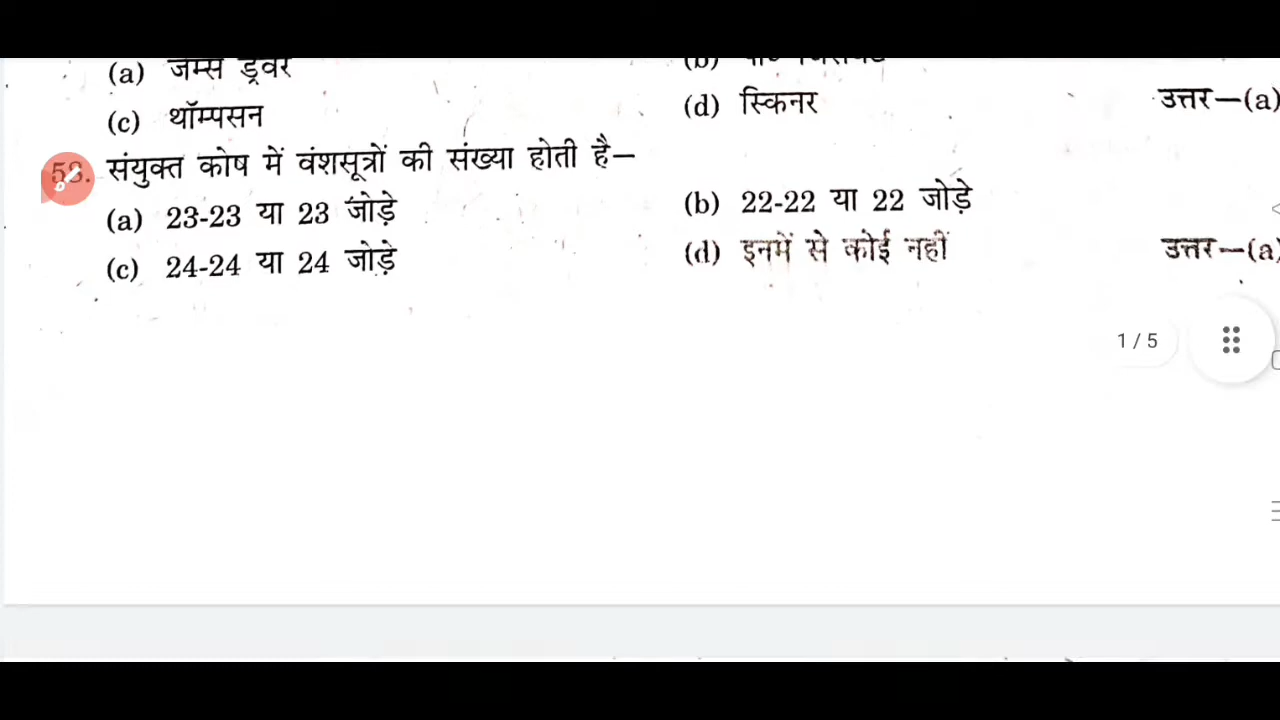 (a) जेम्स ड्रेवर
(b)
(c) थॉम्पसन (d) स्किनर उत्तर–(a)
संयुक्त कोष में वंशसूत्रों की संख्या होती है–
(a) 23-23 या 23 जोड़े (b) 22-22 या 22 जोड़े
(c) 24-24 या 24 जोड़े (d) इनमें से कोई नहीं उत्तर–(a)
1 / 5